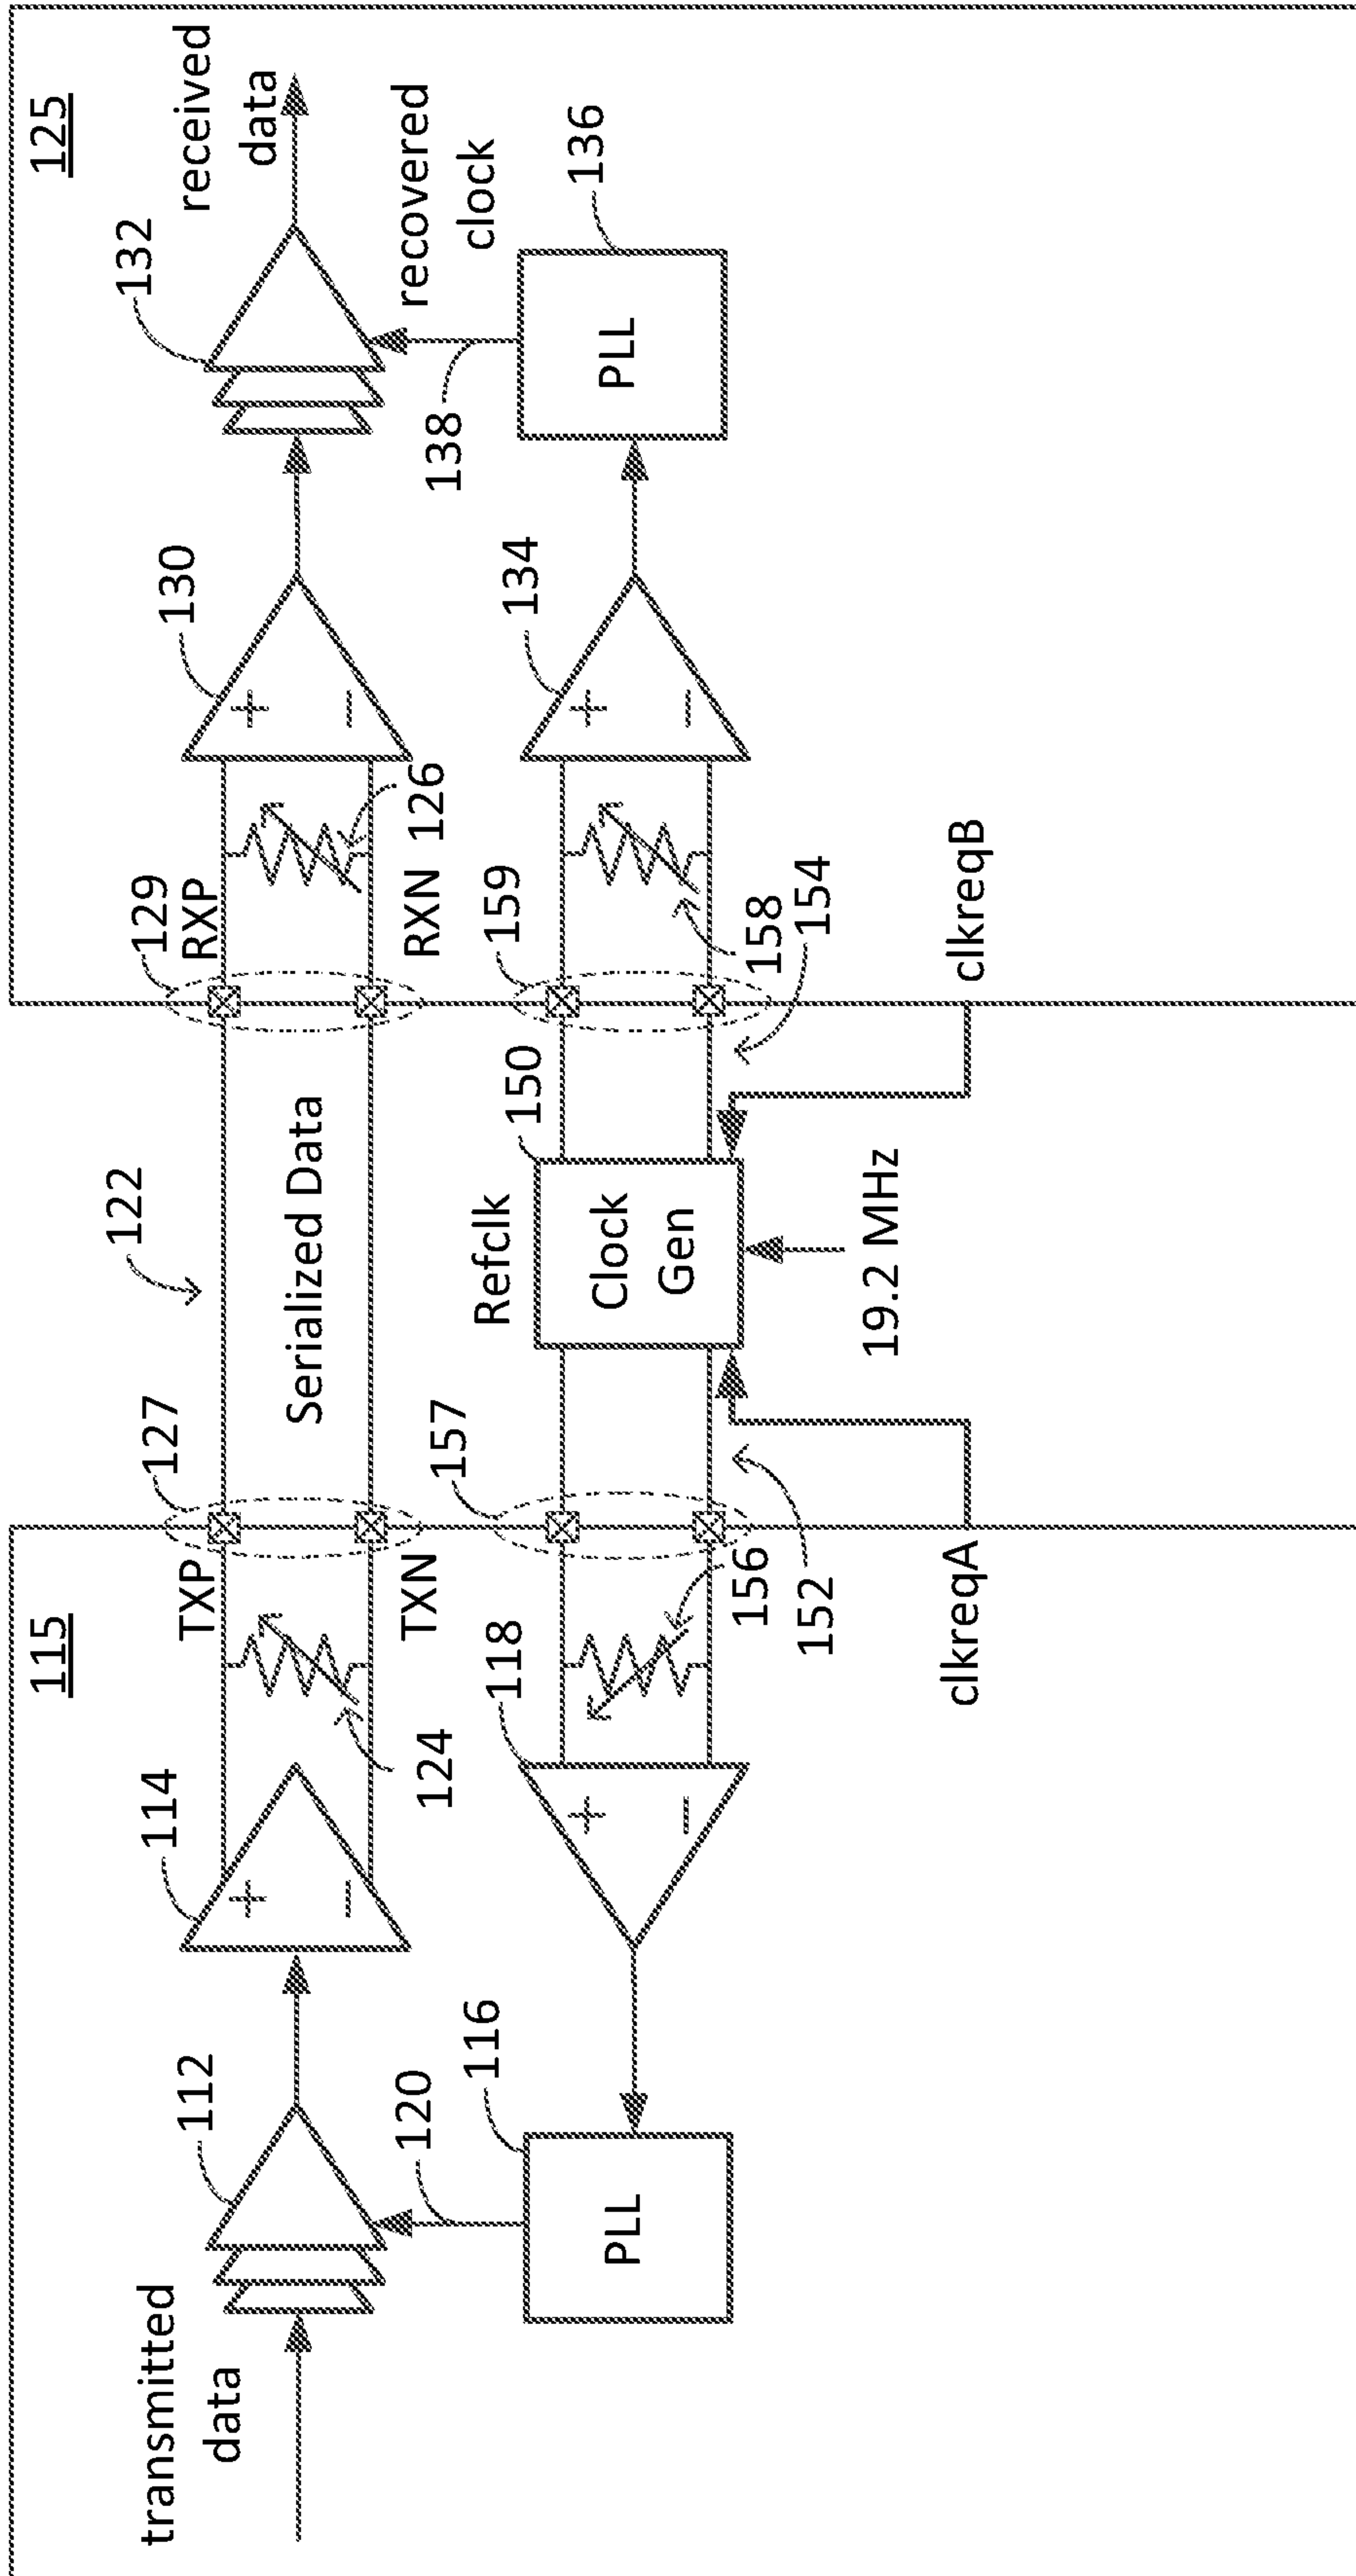 115
125
transmitted
data
112
114
TXP
127
122
129
RXP
130
132
received
data
120
116
PLL
118
124
TXN
157
Serialized Data
RXN
126
159
134
138
recovered
clock
136
PLL
156
152
Refclk
150
Clock
Gen
158
154
19.2 MHz
clkreqA
clkreqB